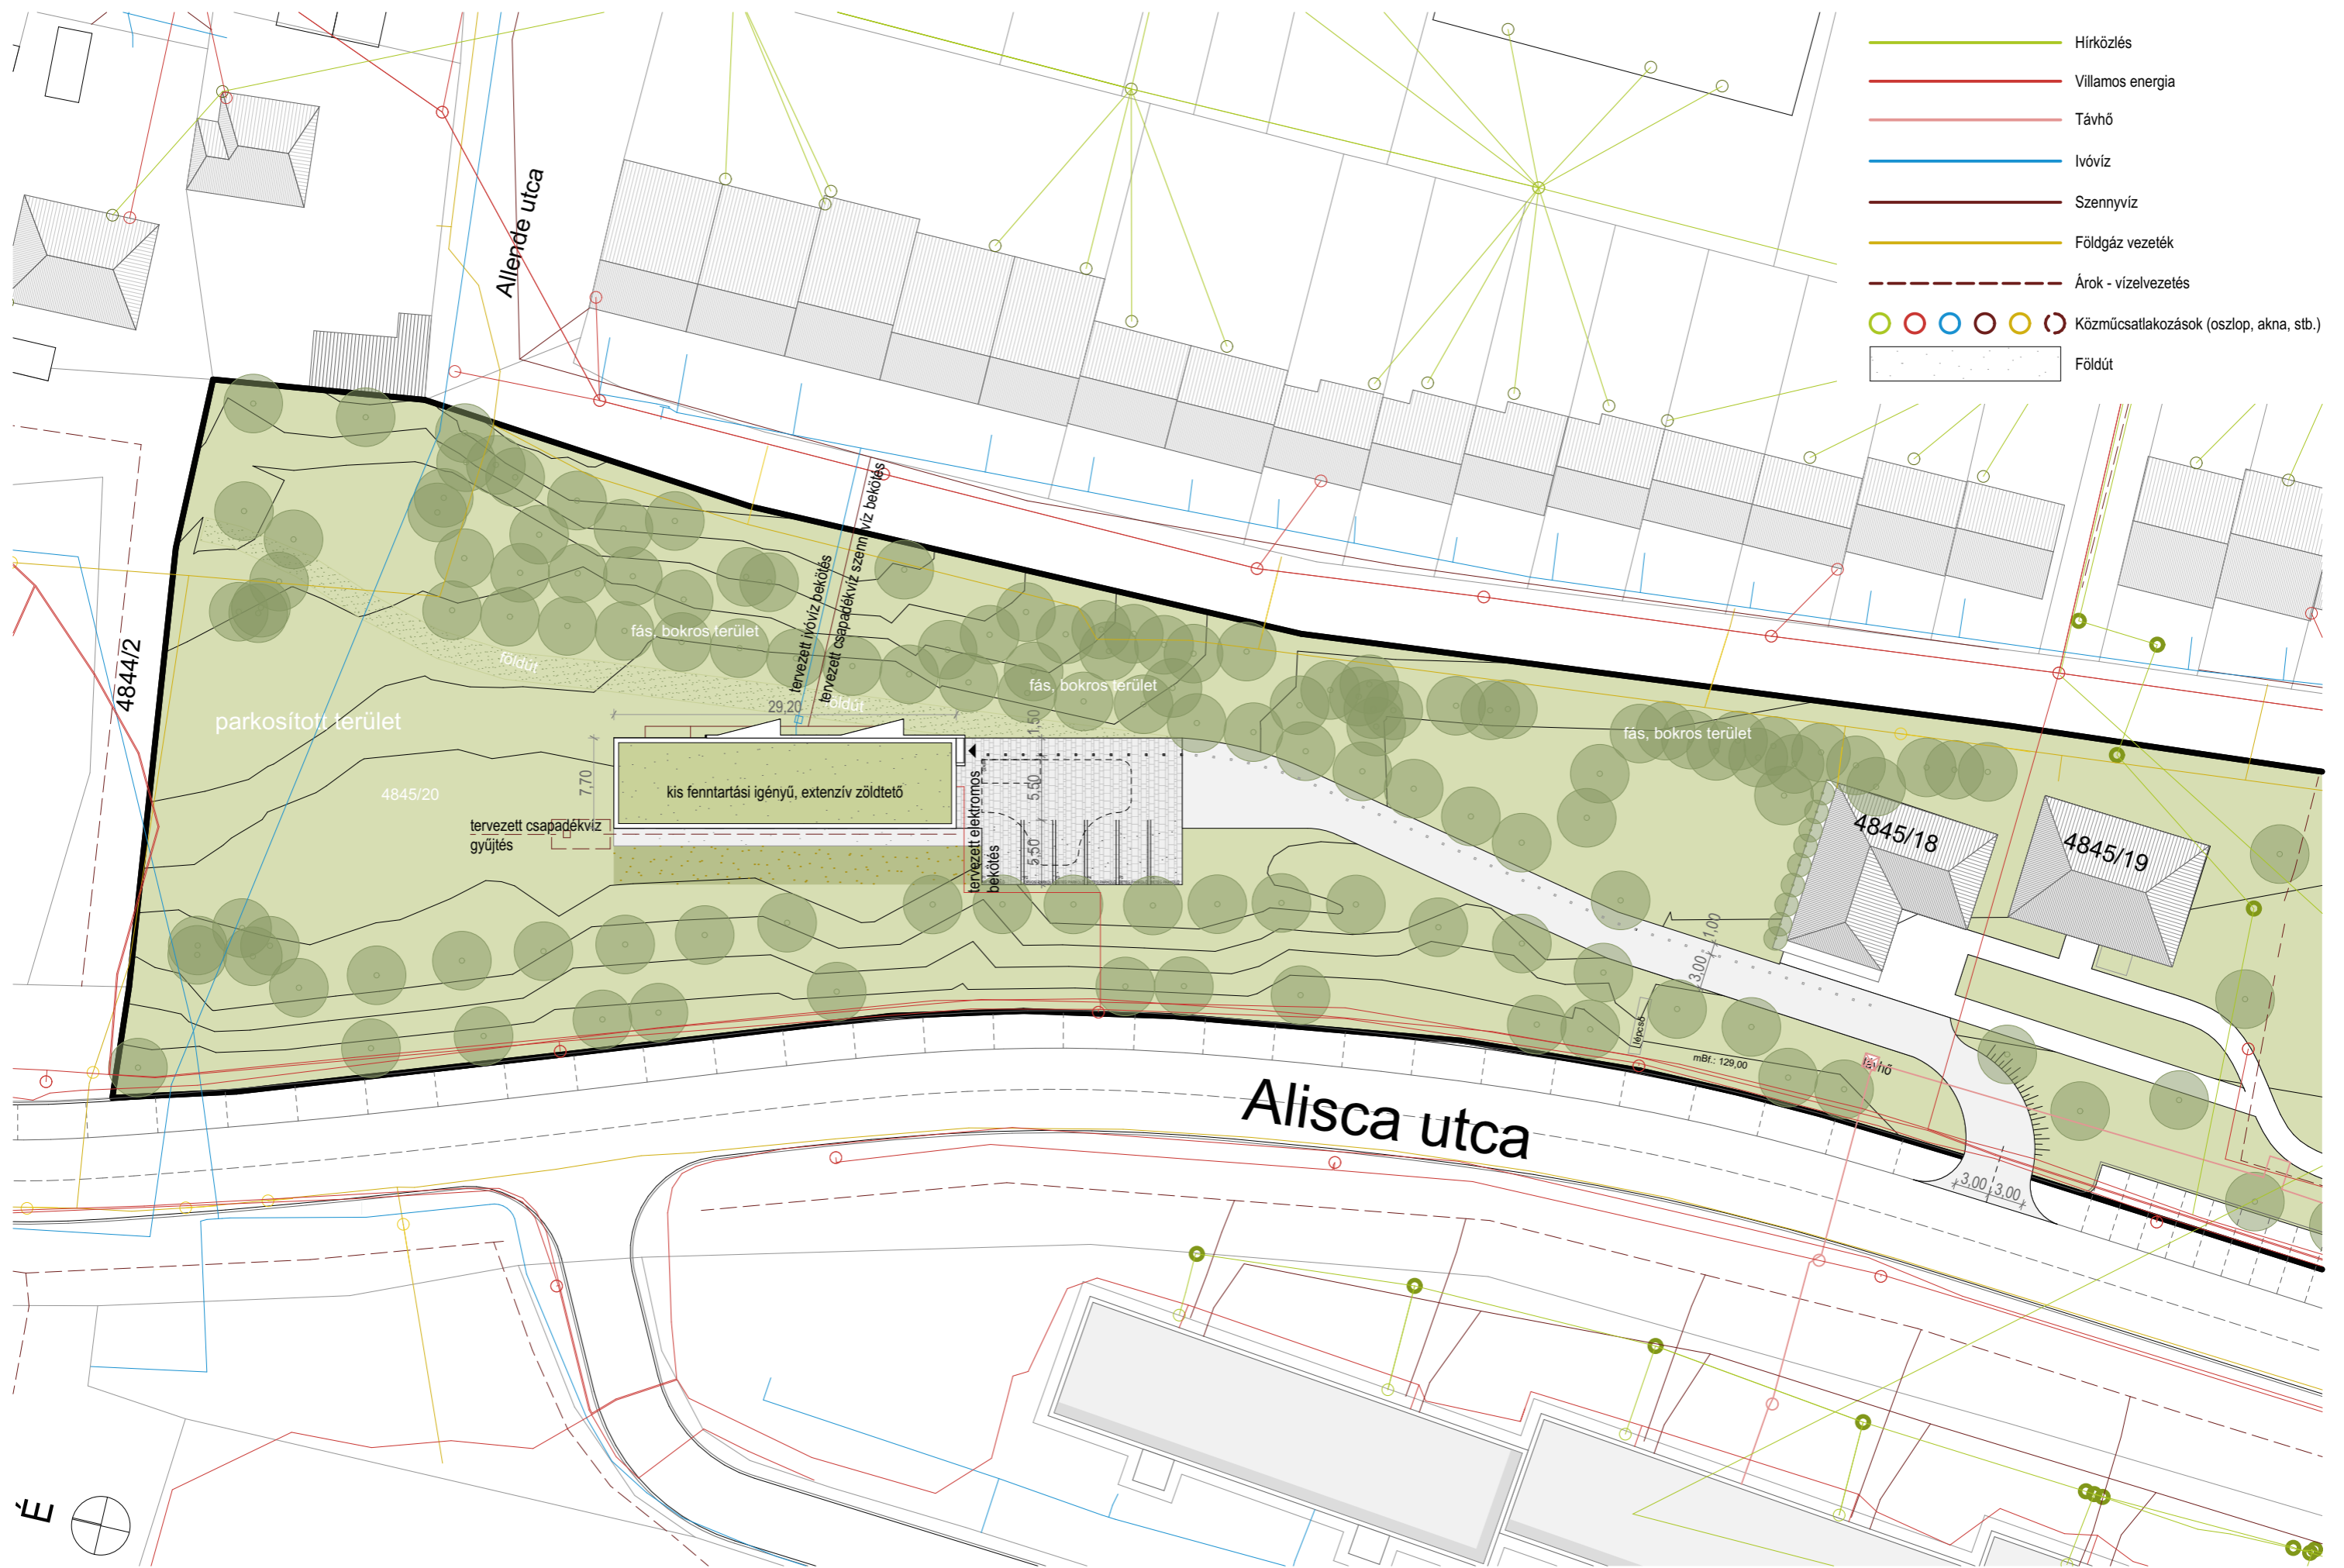 Hírközlés
Villamos energia
Távhő
Ivóvíz
Szennyvíz
Földgáz vezeték
Árok - vízelvezetés
Közműcsatlakozások (oszlop, akna, stb.)
Földút
Allende utca
4844/2
parkosított terület
4845/20
földút
fás, bokros terület
tervezett ivóvíz bekötés
tervezett csapadékvíz szennyvíz bekötés
földút
fás, bokros terület
fás, bokros terület
29,20
7,70
1,50
5,50
5,50
kis fenntartási igényű, extenzív zöldtető
tervezett csapadékvíz
gyűjtés
tervezett elektromos
bekötés
4845/18
4845/19
1,00
3,00
lépcső
mBf.: 129,00
távhő
3,00
3,00
Alisca utca
É